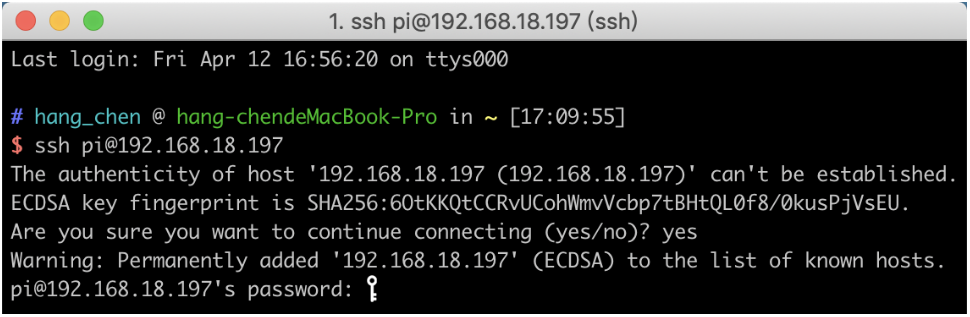 1. ssh pi@192.168.18.197 (ssh)
Last login: Fri Apr 12 16:56:20 on ttys000
# hang_chen @ hang-chendeMacBook-Pro in ~ [17:09:55]
$ ssh pi@192.168.18.197
The authenticity of host '192.168.18.197 (192.168.18.197)' can't be established.
ECDSA key fingerprint is SHA256:6OtKKQtCCRvUCohWmvVcbp7tBHtQL0f8/0kusPjVsEU.
Are you sure you want to continue connecting (yes/no)? yes
Warning: Permanently added '192.168.18.197' (ECDSA) to the list of known hosts.
pi@192.168.18.197's password: